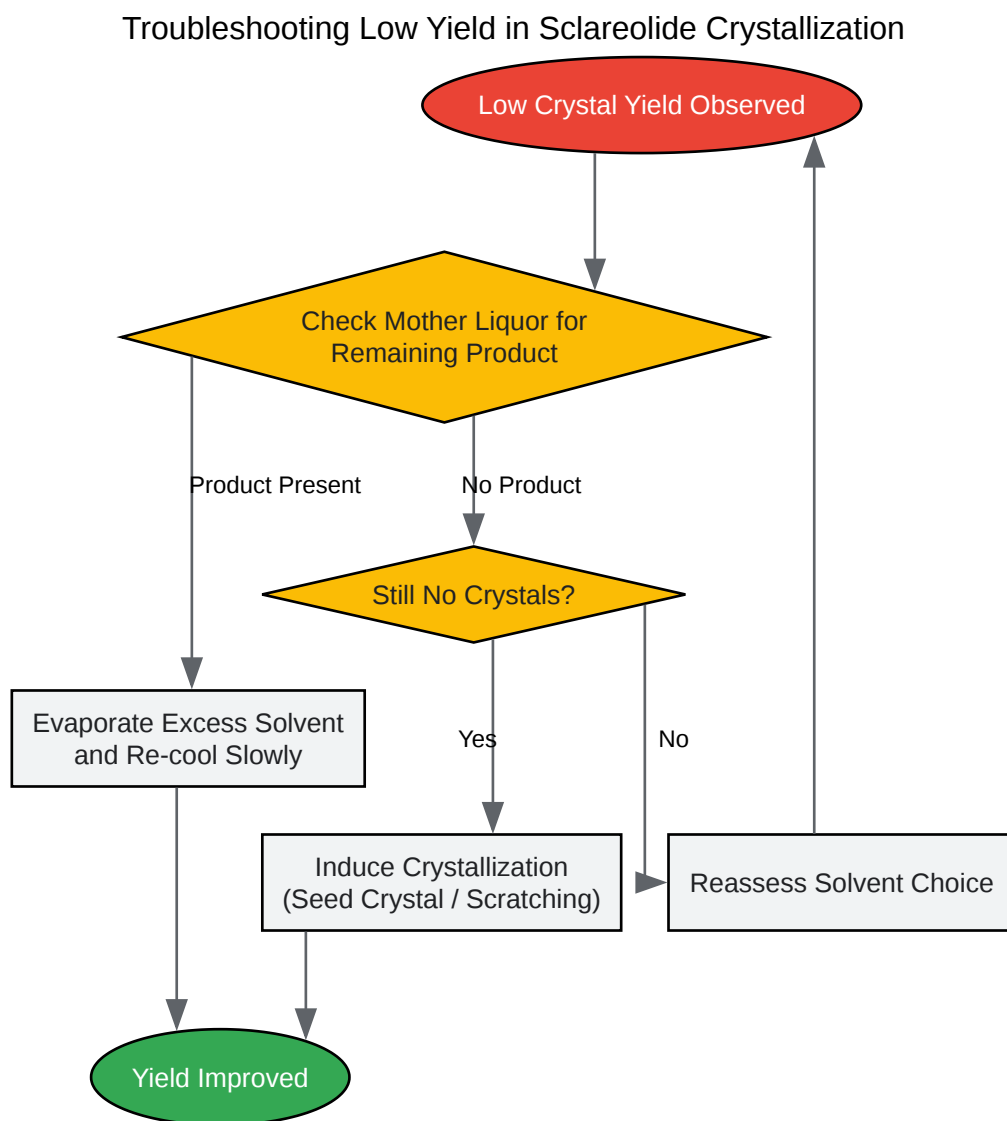 Troubleshooting Low Yield in Sclareolide Crystallization
Low Crystal Yield Observed
Check Mother Liquor for
Remaining Product
Product Present
No Product
Still No Crystals?
Evaporate Excess Solvent
and Re-cool Slowly
Yes
No
Induce Crystallization
(Seed Crystal / Scratching)
Reassess Solvent Choice
Yield Improved